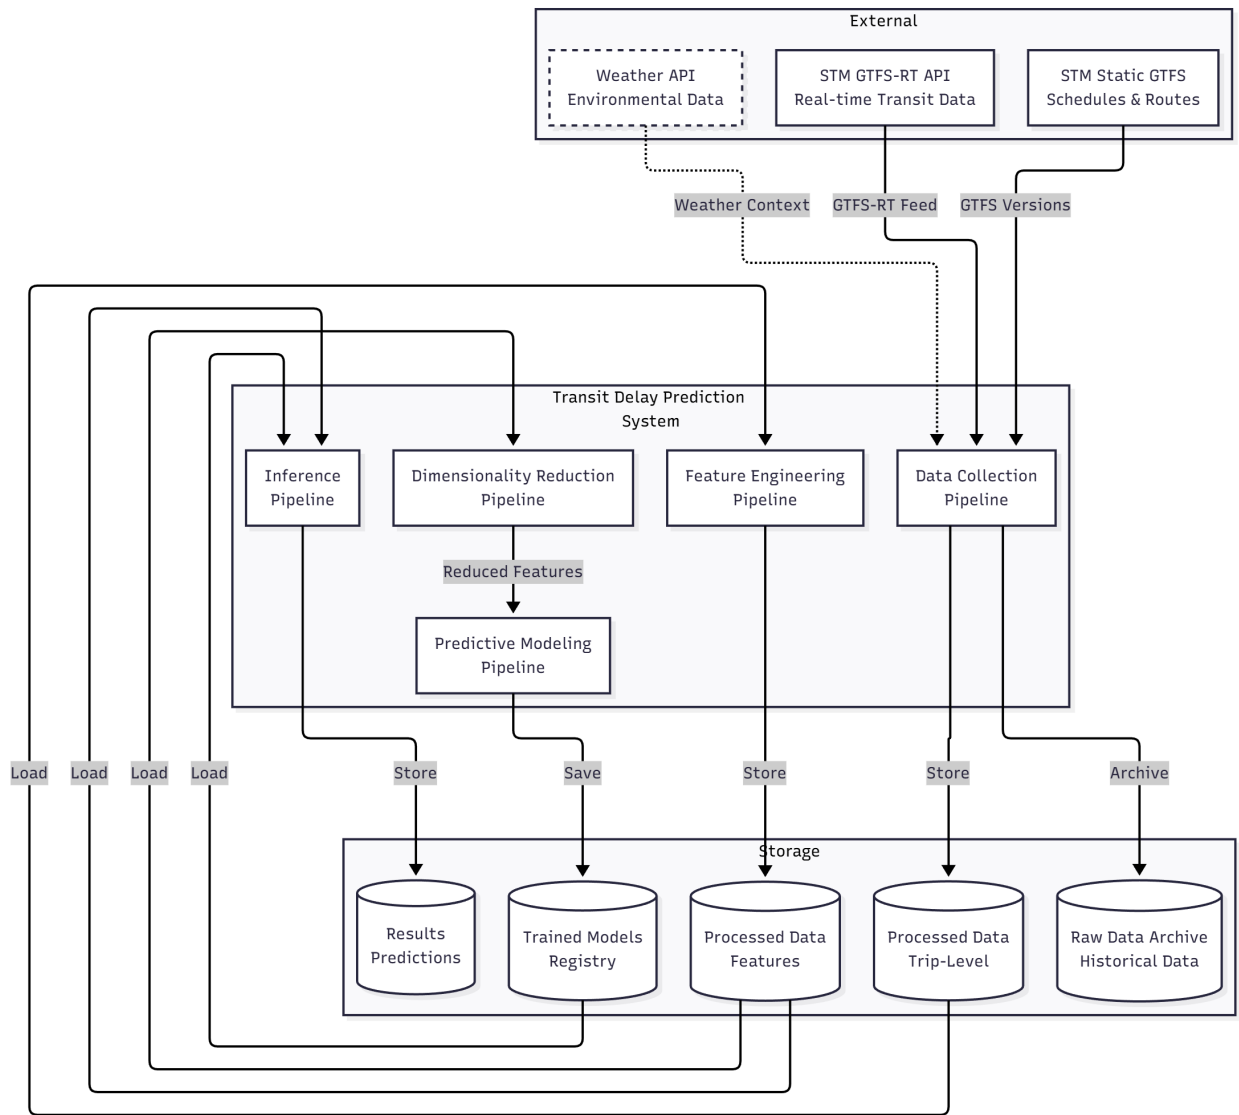 External
Weather API
Environmental Data
STM GTFS-RT API
Real-time Transit Data
STM Static GTFS
Schedules & Routes
Weather Context
GTFS-RT Feed
GTFS Versions
Transit Delay Prediction
System
Inference
Pipeline
Dimensionality Reduction
Pipeline
Feature Engineering
Pipeline
Data Collection
Pipeline
Reduced Features
Predictive Modeling
Pipeline
Load
Load
Load
Load
Store
Save
Store
Store
Archive
Storage
Results
Predictions
Trained Models
Registry
Processed Data
Features
Processed Data
Trip-Level
Raw Data Archive
Historical Data